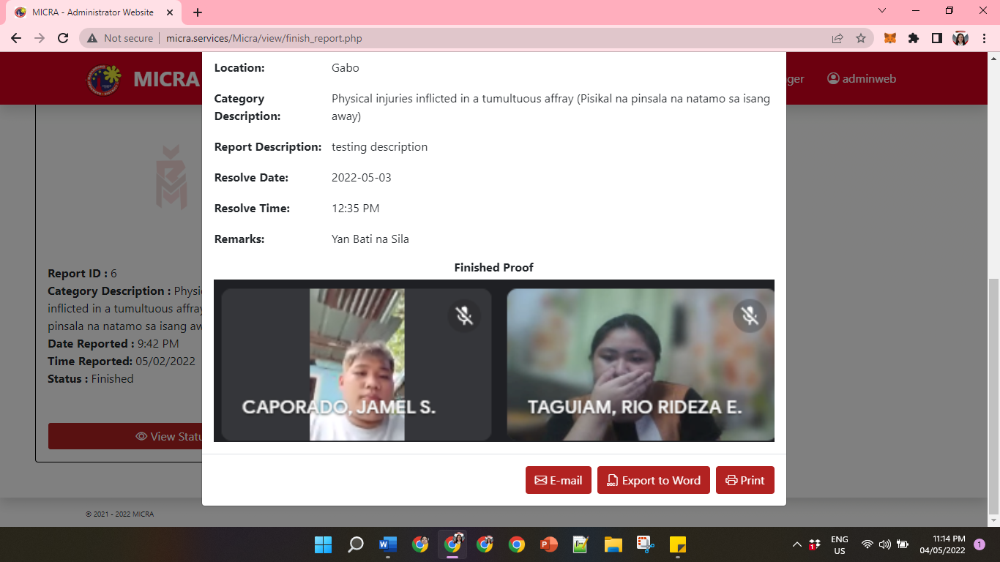 MICRA - Administrator Website
Not secure
micra.services/Micra/view/finish_report.php
MICRA
ger
adminweb
Location: Gabo
Category Description: Physical injuries inflicted in a tumultuous affray (Pisikal na pinsala na natamo sa isang
away)
Report Description: testing description
Resolve Date: 2022-05-03
Resolve Time: 12:35 PM
Remarks: Yan Bati na Sila
Finished Proof
CAPORADO, JAMEL S.
TAGUIAM, RIO RIDEZA E.
E-mail
Export to Word
Print
Report ID : 6
Category Description : Physi
inflicted in a tumultuous affray
pinsala na natamo sa isang aw
Date Reported : 9:42 PM
Time Reported: 05/02/2022
Status : Finished
View Statu
© 2021 - 2022 MICRA
ENG
US
11:14 PM
04/05/2022
1